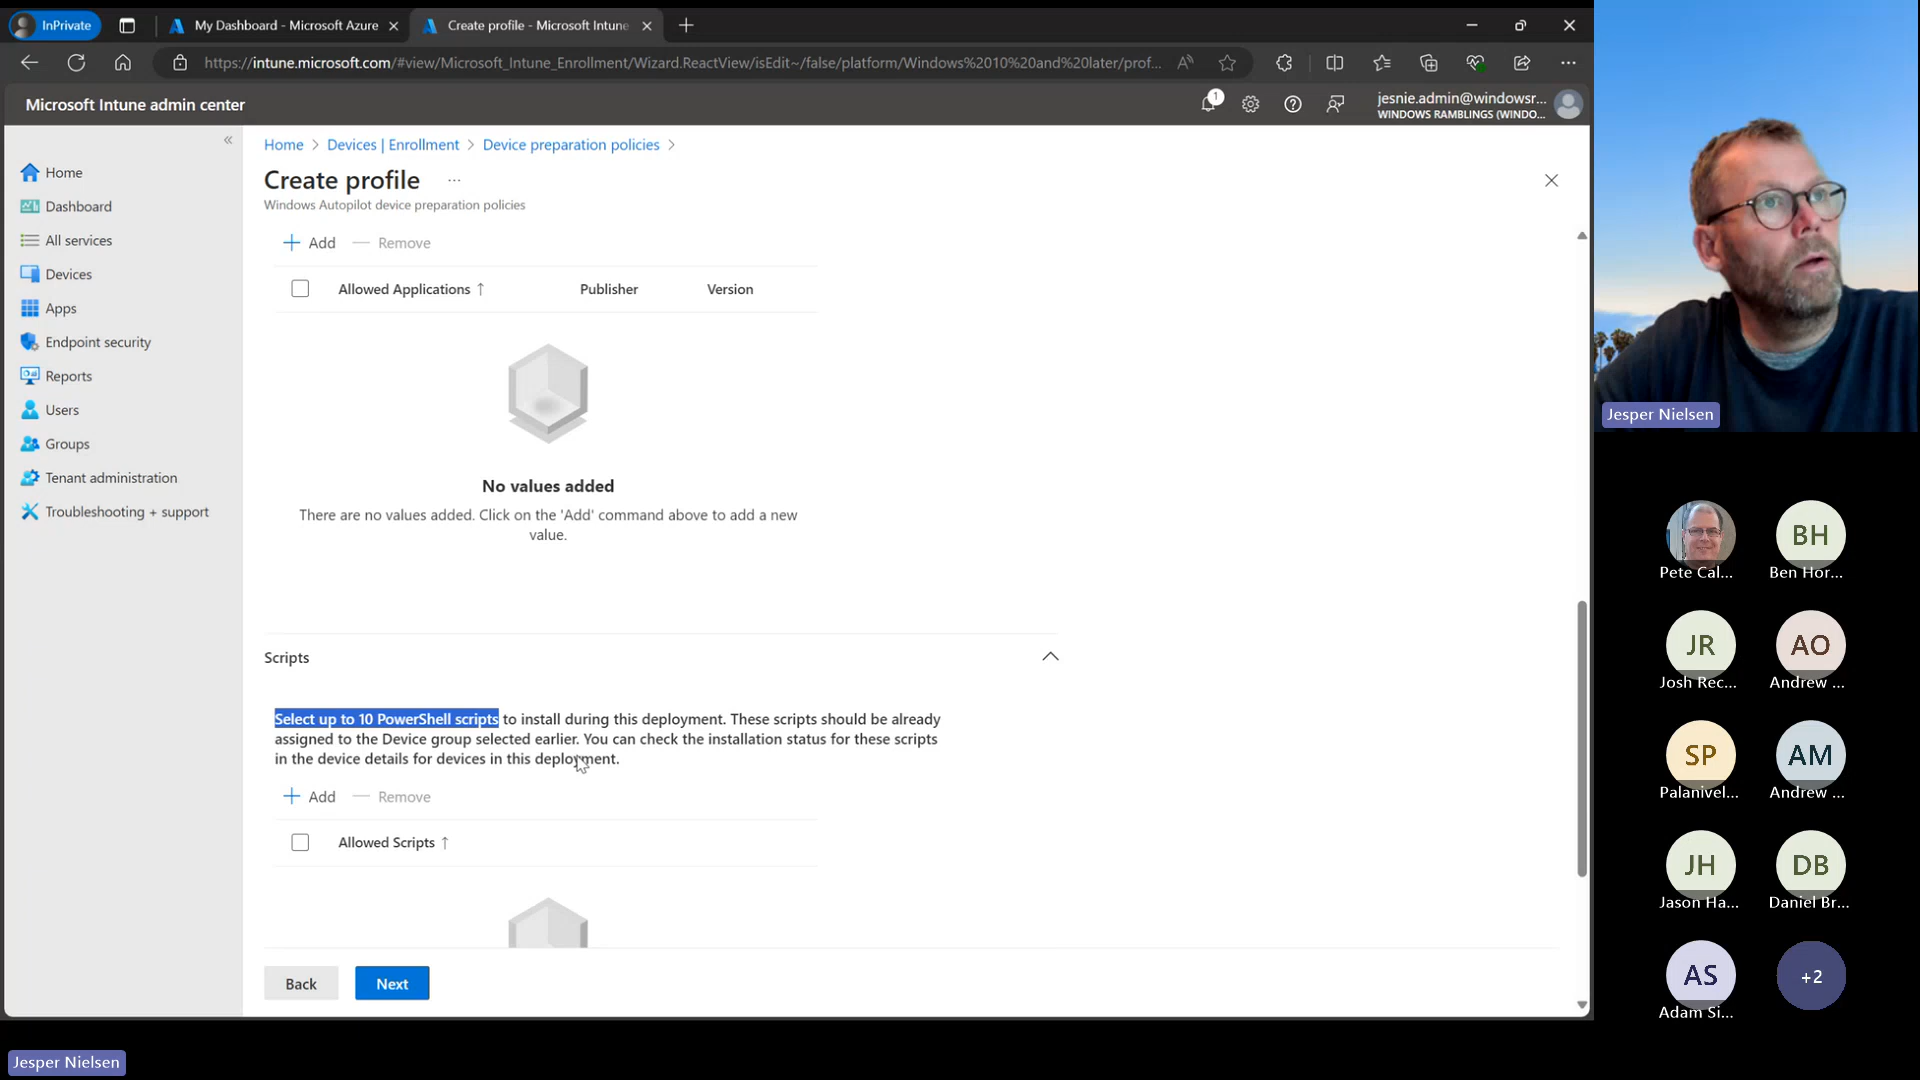 InPrivate
My Dashboard - Microsoft Azure
Create profile - Microsoft Intune
https://intune.microsoft.com/#view/Microsoft_Intune_Enrollment/Wizard.ReactView/isEdit~/false/platform/Windows%2010%20and%20later/prof...
Microsoft Intune admin center
1
jesnie.admin@windowsr...
WINDOWS RAMBLINGS (WINDO...
Home
Dashboard
All services
Devices
Apps
Endpoint security
Reports
Users
Groups
Tenant administration
Troubleshooting + support
Home > Devices | Enrollment > Device preparation policies >
Create profile ...
Windows Autopilot device preparation policies
+ Add — Remove
Allowed Applications ↑ Publisher Version
No values added
There are no values added. Click on the 'Add' command above to add a new
value.
Scripts
Select up to 10 PowerShell scripts to install during this deployment. These scripts should be already
assigned to the Device group selected earlier. You can check the installation status for these scripts
in the device details for devices in this deployment.
+ Add — Remove
Allowed Scripts ↑
Back Next
Jesper Nielsen
Pete Cal...
BH
Ben Hor...
JR
Josh Rec...
AO
Andrew ...
SP
Palanivel...
AM
Andrew ...
JH
Jason Ha...
DB
Daniel Br...
AS
Adam Si...
+2
Jesper Nielsen